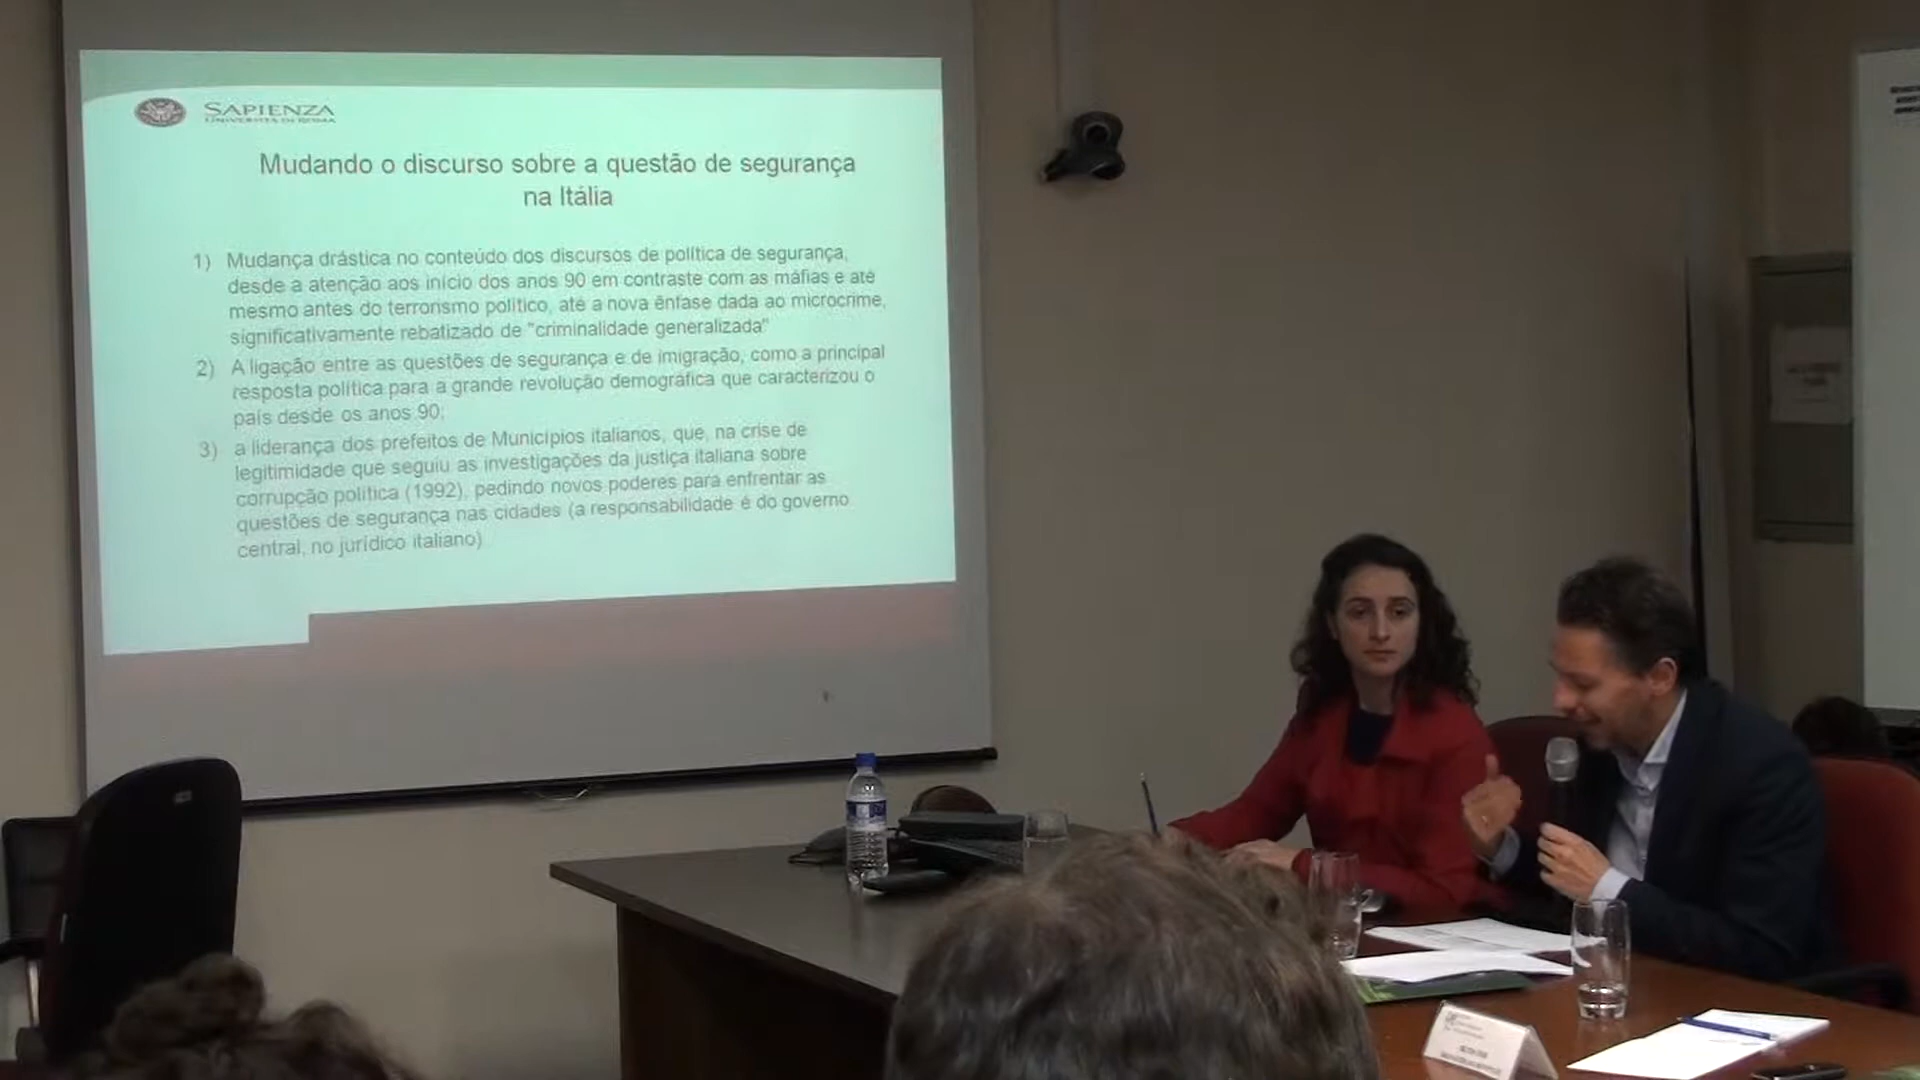 SAPIENZA
UNIVERSITÀ DI ROMA
Mudando o discurso sobre a questão de segurança
na Itália
1) Mudança drástica no conteúdo dos discursos de política de segurança,
desde a atenção aos início dos anos 90 em contraste com as máfias e até
mesmo antes do terrorismo político, até a nova ênfase dada ao microcrime,
significativamente rebatizado de "criminalidade generalizada"
2) A ligação entre as questões de segurança e de imigração, como a principal
resposta política para a grande revolução demográfica que caracterizou o
país desde os anos 90;
3) a liderança dos prefeitos de Municípios italianos, que, na crise de
legitimidade que seguiu as investigações da justiça italiana sobre
corrupção política (1992), pedindo novos poderes para enfrentar as
questões de segurança nas cidades (a responsabilidade é do governo
central, no jurídico italiano)